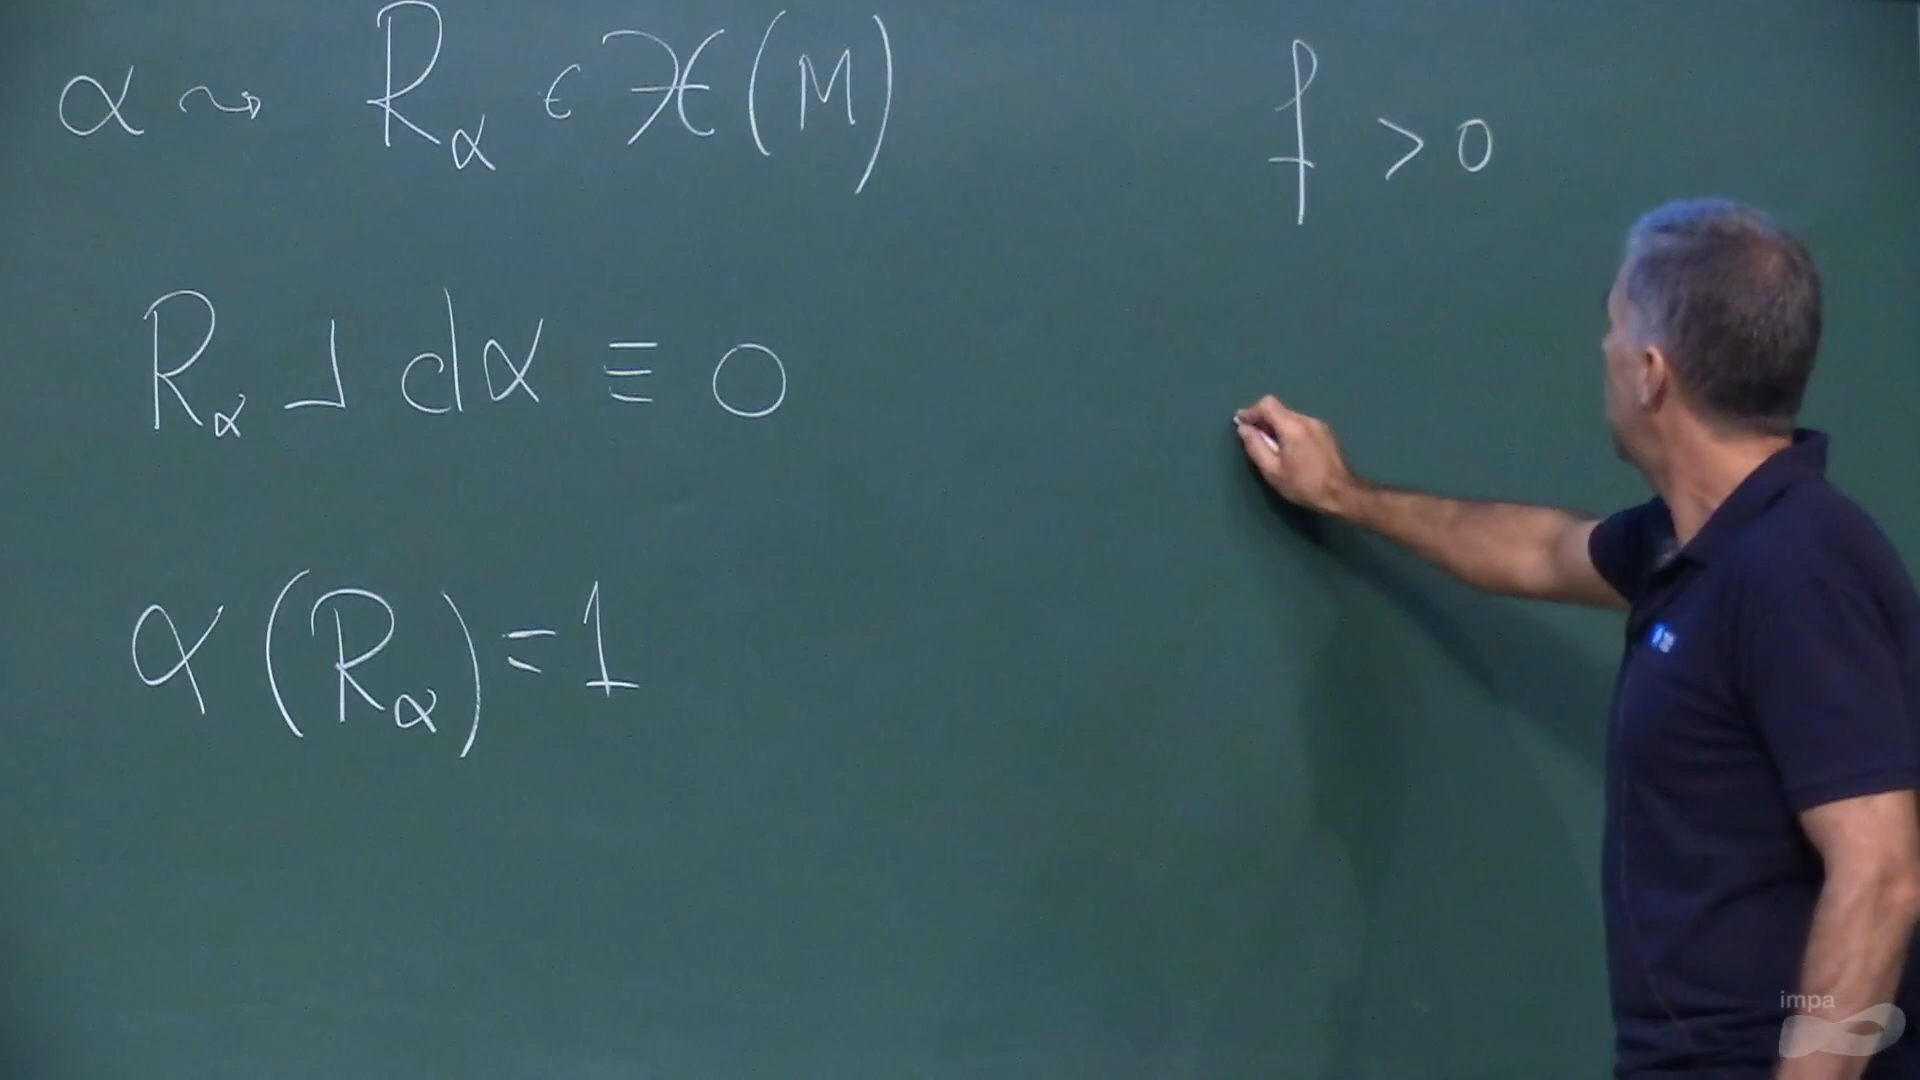 α ⇝ R_α ∈ ℋ(M)
R_α ⌟ dα ≡ 0
α(R_α) = 1
f > 0
impa